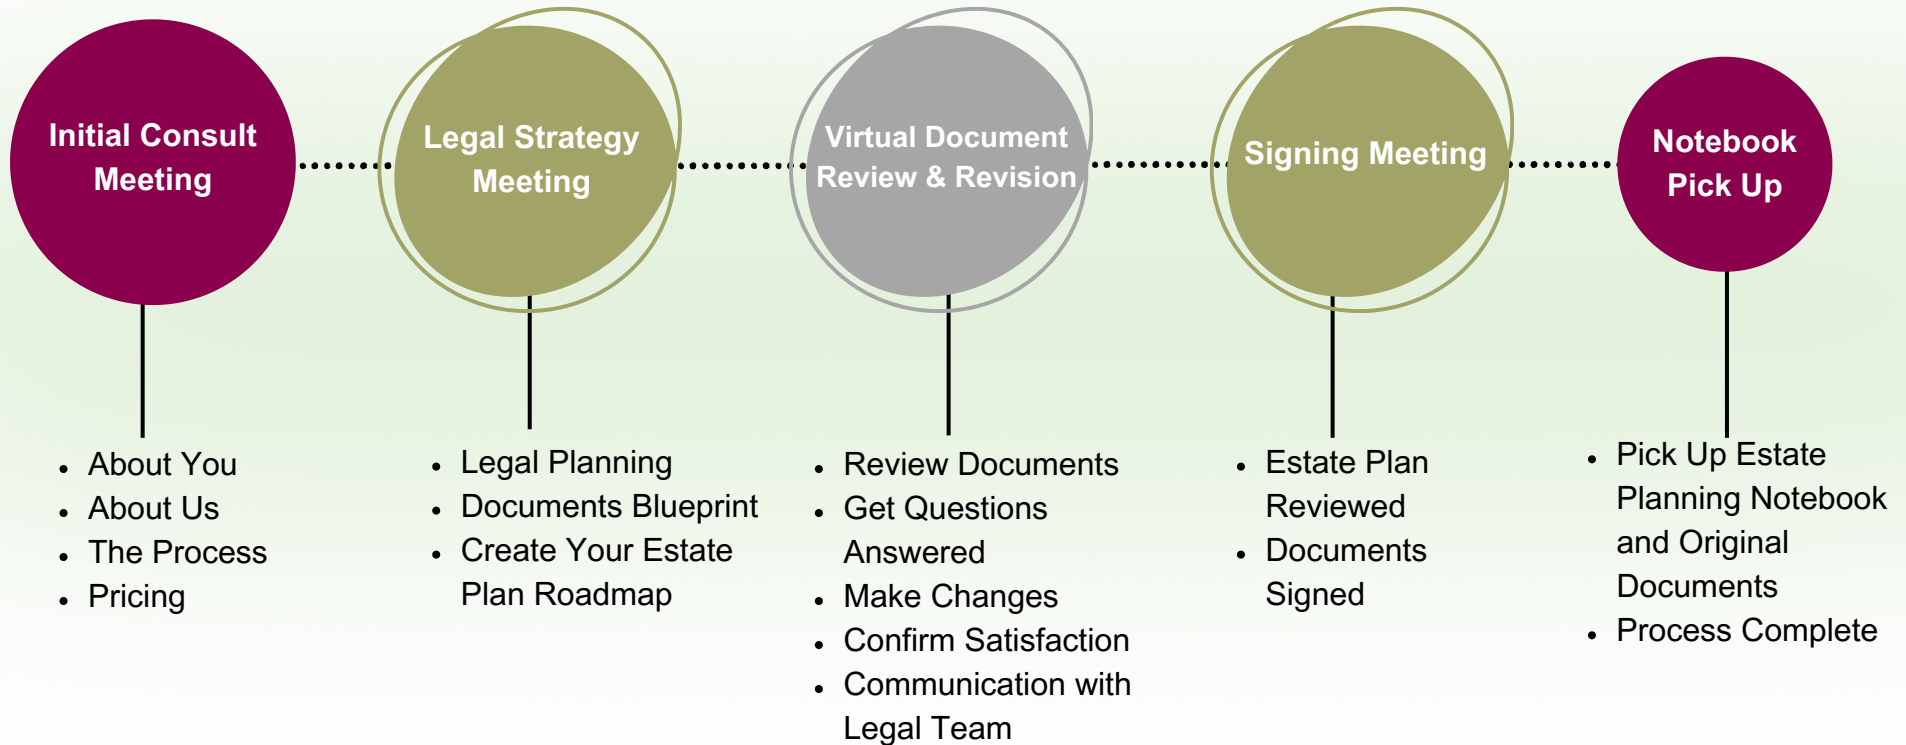 Initial Consult
Meeting
Legal Strategy
Meeting
Virtual Document
Review & Revision
Signing Meeting
Notebook
Pick Up
• About You
• About Us
• The Process
• Pricing
• Legal Planning
• Documents Blueprint
• Create Your Estate
Plan Roadmap
• Review Documents
• Get Questions
Answered
• Make Changes
• Confirm Satisfaction
• Communication with
Legal Team
• Estate Plan
Reviewed
• Documents
Signed
• Pick Up Estate
Planning Notebook
and Original
Documents
• Process Complete